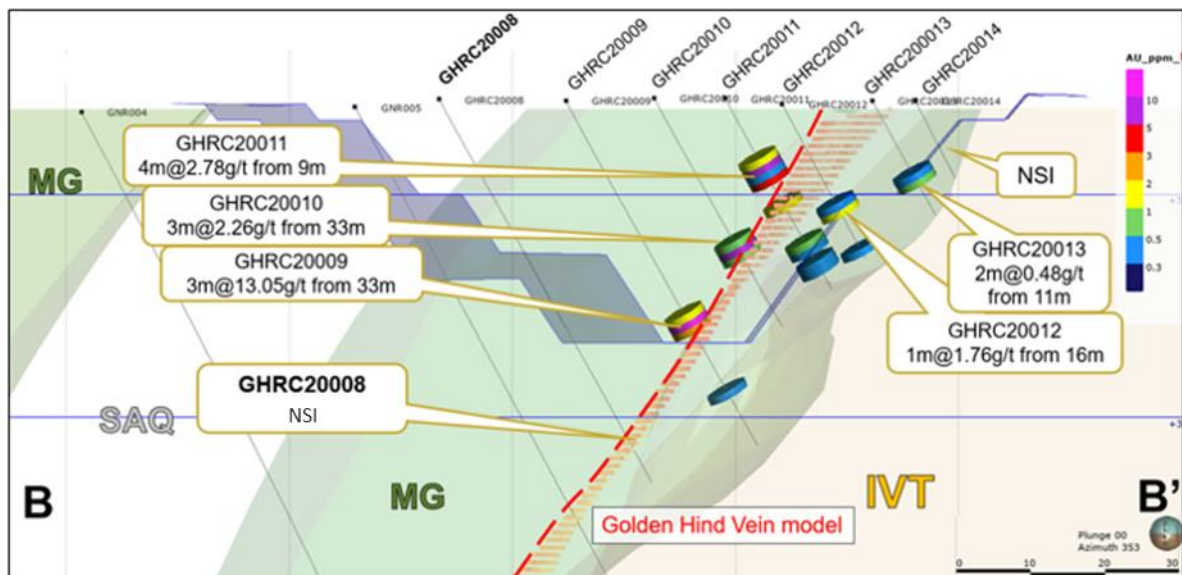 GHRC20008
GHRC20009
GHRC20010
GHRC20011
GHRC20012
GHRC200013
GHRC20014
AU_ppm_
GNR004
GNR005
GHRC20008
GHRC20009
GHRC20010
GHRC20011
GHRC20012
GHRC20014
10
5
3
2
1
0.5
0.3
GHRC20011
4m@2.78g/t from 9m
MG
NSI
GHRC20010
3m@2.26g/t from 33m
GHRC20009
3m@13.05g/t from 33m
GHRC20013
2m@0.48g/t
from 11m
GHRC20012
1m@1.76g/t from 16m
GHRC20008
NSI
SAQ
B
MG
IVT
B'
Golden Hind Vein model
Plunge 00
Azimuth 353
0
10
20
30